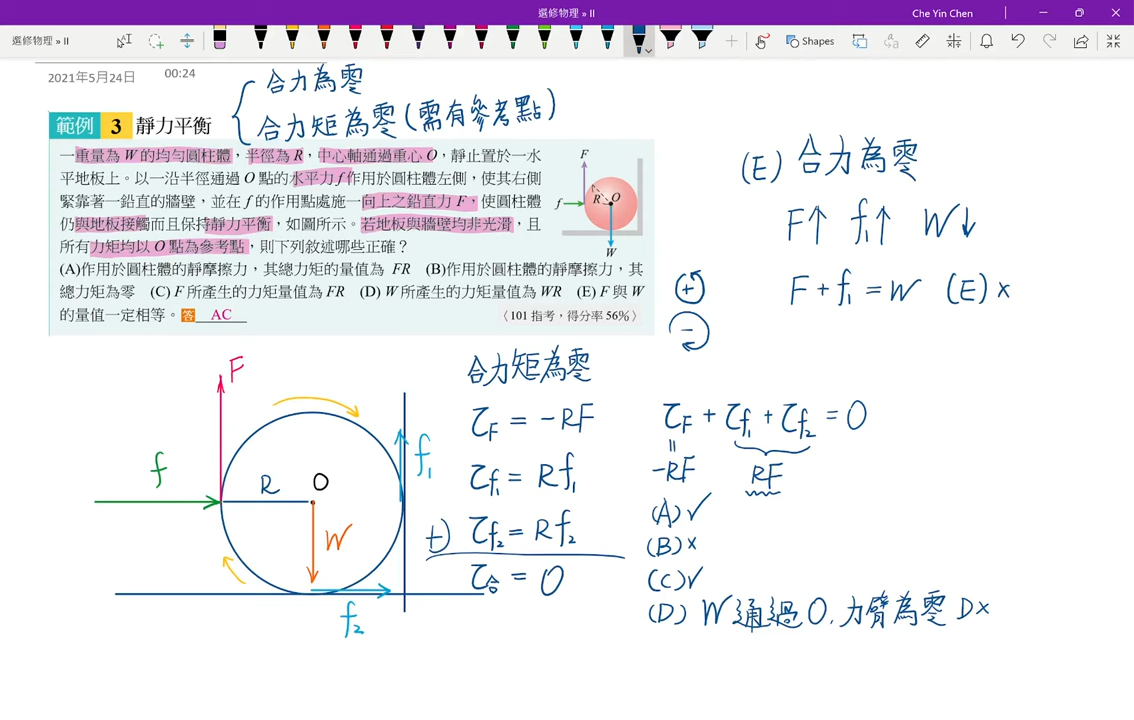 選修物理 » II
Che Yin Chen
選修物理 » II
Shapes
2021年5月24日 00:24
合力為零
合力矩為零(需有參考點)
範例 3 靜力平衡
一重量為 W 的均勻圓柱體，半徑為 R，中心軸通過重心 O，靜止置於一水
平地板上。以一沿半徑通過 O 點的水平力 f 作用於圓柱體左側，使其右側
緊靠著一鉛直的牆壁，並在 f 的作用點處施一向上之鉛直力 F，使圓柱體
仍與地板接觸而且保持靜力平衡，如圖所示。若地板與牆壁均非光滑，且
所有力矩均以 O 點為參考點，則下列敘述哪些正確？
(A)作用於圓柱體的靜摩擦力，其總力矩的量值為 FR (B)作用於圓柱體的靜摩擦力，其
總力矩為零 (C) F 所產生的力矩量值為 FR (D) W 所產生的力矩量值為 WR (E) F 與 W
的量值一定相等。答 AC 〈101 指考，得分率 56%〉
F
f
R
O
W
(E) 合力為零
F↑ f₁↑ W↓
F + f₁ = W (E)×
+
−
F
f
R
O
W
f₁
f₂
合力矩為零
τF = −RF
τf₁ = Rf₁
+) τf₂ = Rf₂
τ合 = 0
τF + τf₁ + τf₂ = 0
−RF RF
(A)✓
(B)×
(C)✓
(D) W通過O，力臂為零 D×